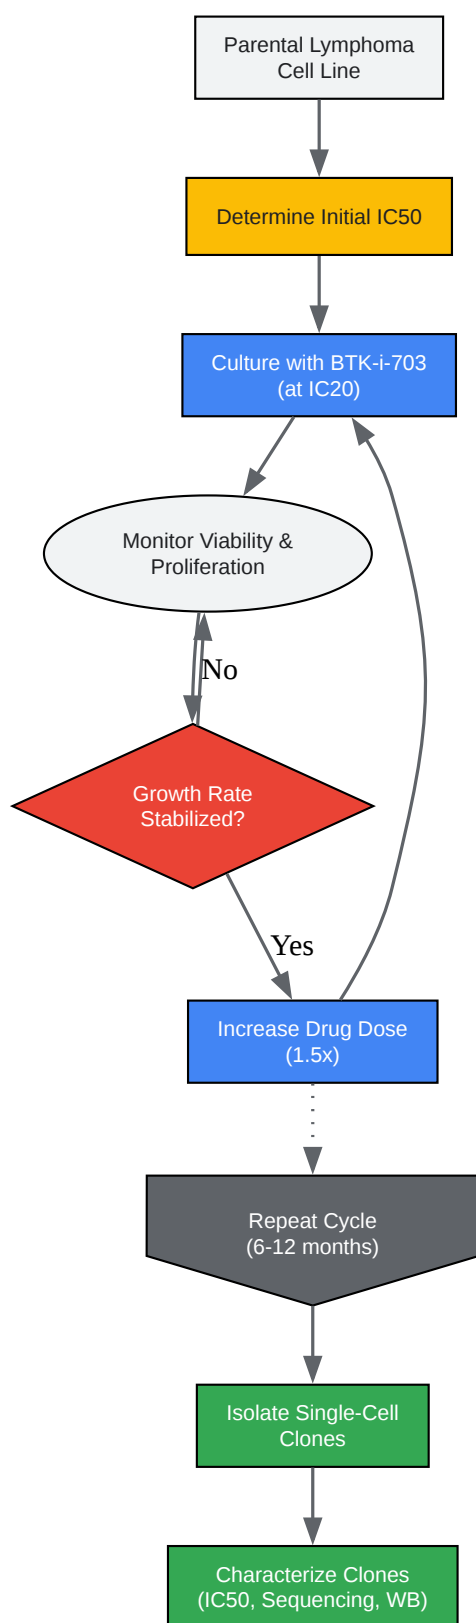 Parental Lymphoma
Cell Line
Determine Initial IC50
Culture with BTK-i-703
(at IC20)
Monitor Viability &
Proliferation
No
Growth Rate
Stabilized?
Yes
Increase Drug Dose
(1.5x)
Repeat Cycle
(6-12 months)
Isolate Single-Cell
Clones
Characterize Clones
(IC50, Sequencing, WB)